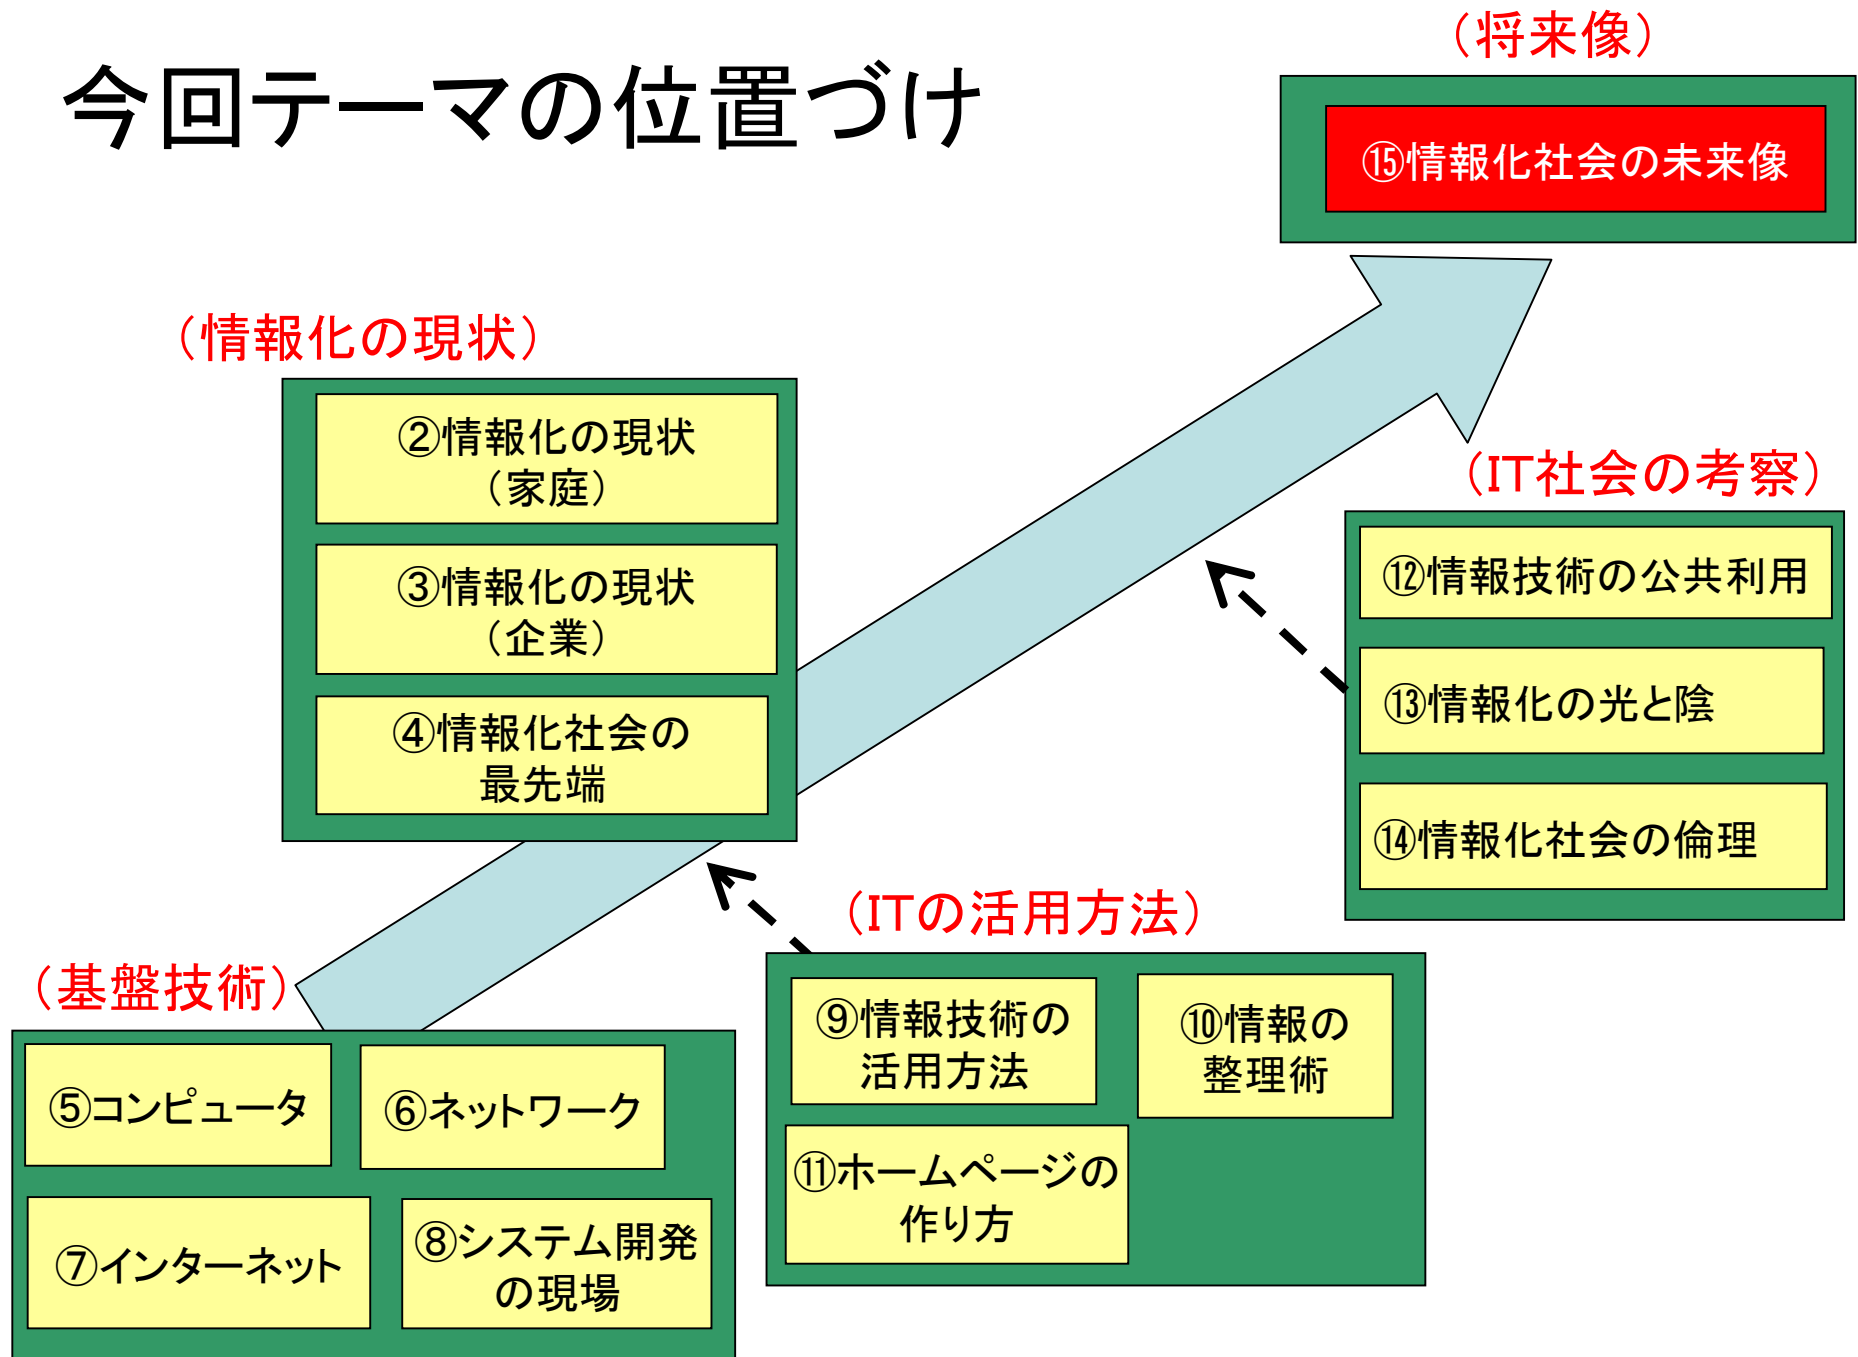 今回テーマの位置づけ
（将来像）
⑮情報化社会の未来像
（情報化の現状）
②情報化の現状
（家庭）
③情報化の現状
（企業）
④情報化社会の
最先端
（IT社会の考察）
⑫情報技術の公共利用
⑬情報化の光と陰
⑭情報化社会の倫理
（ITの活用方法）
⑨情報技術の
活用方法
⑩情報の
整理術
⑪ホームページの
作り方
（基盤技術）
⑤コンピュータ
⑥ネットワーク
⑦インターネット
⑧システム開発
の現場